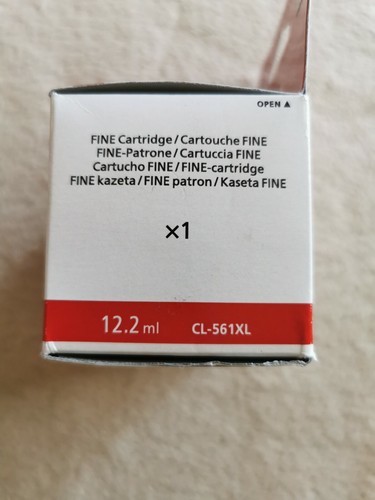 OPEN ▲
FINE Cartridge / Cartouche FINE
FINE-Patrone / Cartuccia FINE
Cartucho FINE / FINE-cartridge
FINE kazeta / FINE patron / Kaseta FINE
×1
12.2 ml CL-561XL